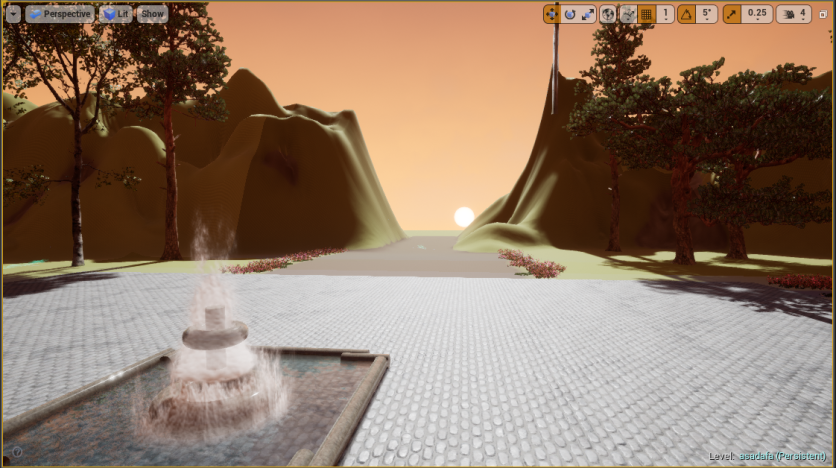 Perspective Lit Show 1 5° 0.25 4
Level: asadafa (Persistent)